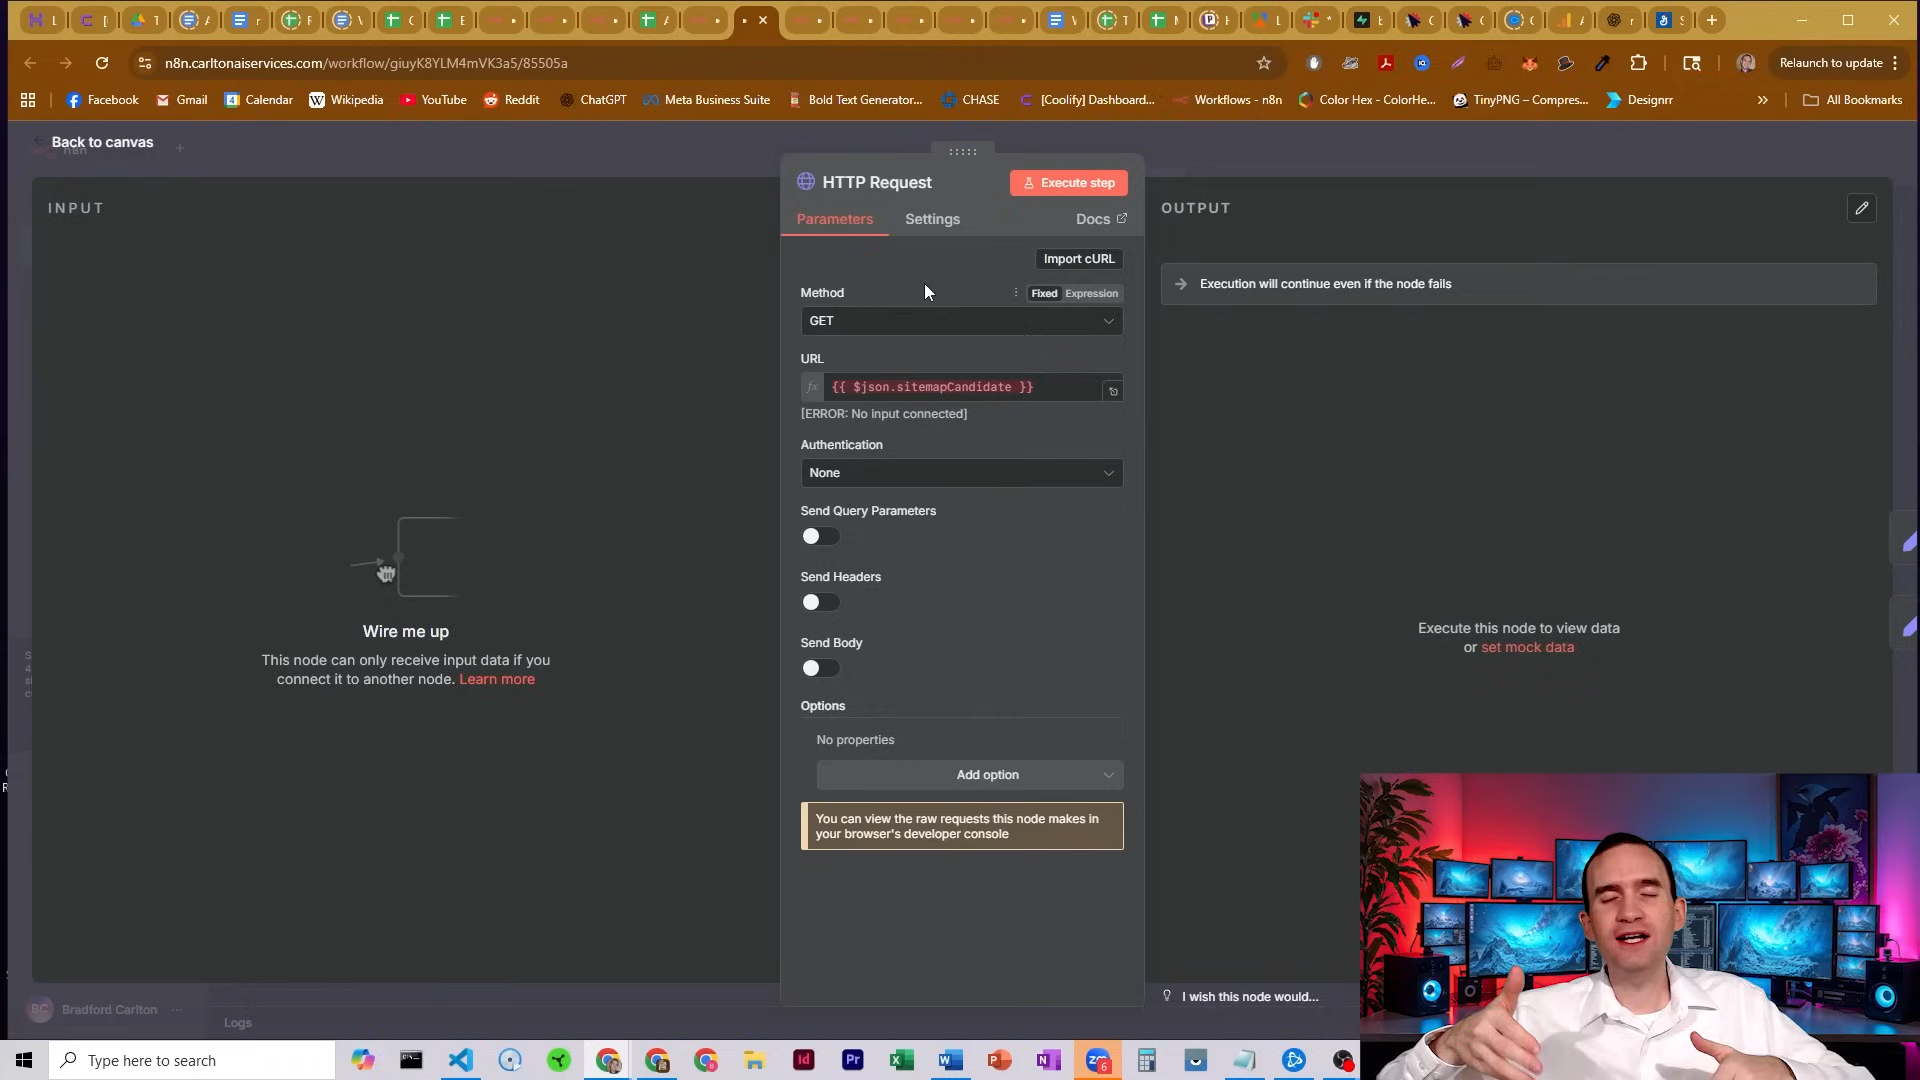 n8n.carltonaiservices.com/workflow/giuyK8YLM4mVK3a5/85505a
Relaunch to update
Facebook
Gmail
Calendar
Wikipedia
YouTube
Reddit
ChatGPT
Meta Business Suite
Bold Text Generator...
CHASE
[Coolify] Dashboard...
Workflows - n8n
Color Hex - ColorHe...
TinyPNG – Compres...
Designrr
All Bookmarks
Back to canvas
INPUT
Wire me up
This node can only receive input data if you
connect it to another node. Learn more
HTTP Request
Execute step
Parameters
Settings
Docs
Import cURL
Method
Fixed
Expression
GET
URL
fx
{{ $json.sitemapCandidate }}
[ERROR: No input connected]
Authentication
None
Send Query Parameters
Send Headers
Send Body
Options
No properties
Add option
You can view the raw requests this node makes in
your browser's developer console
OUTPUT
Execution will continue even if the node fails
Execute this node to view data
or set mock data
I wish this node would...
BC
Bradford Carlton
Logs
Type here to search